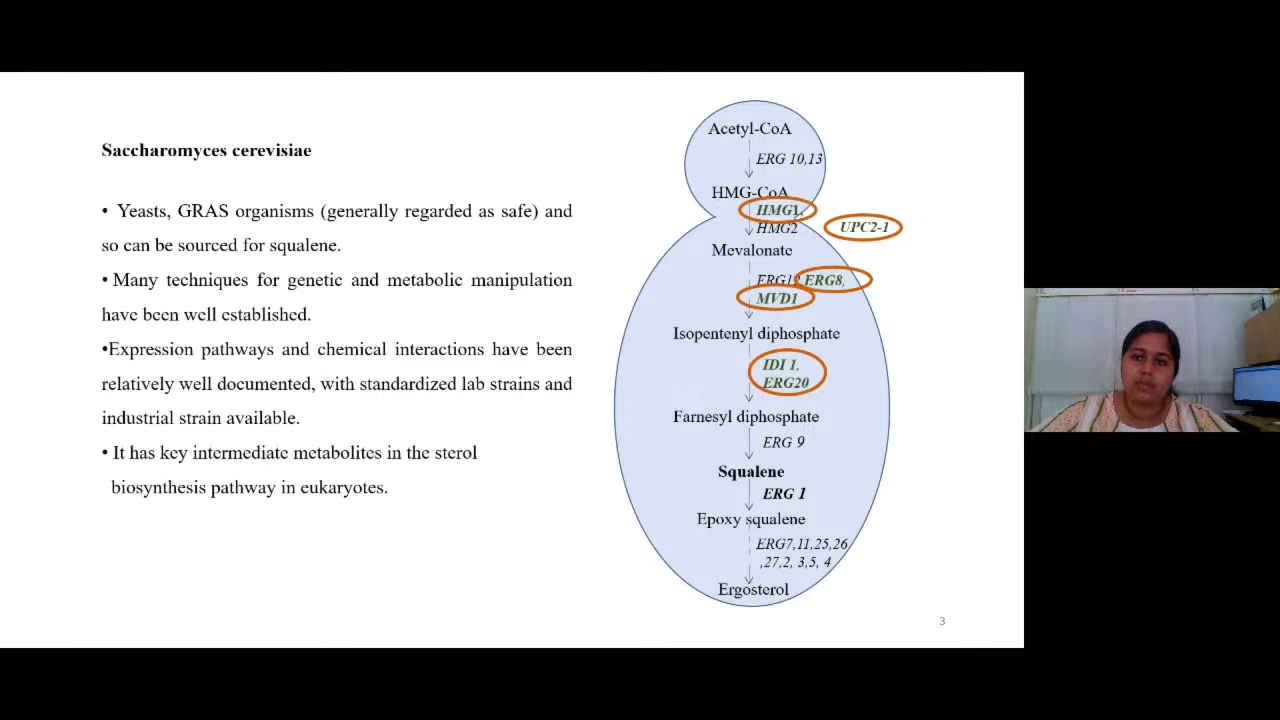 Saccharomyces cerevisiae
• Yeasts, GRAS organisms (generally regarded as safe) and
so can be sourced for squalene.
• Many techniques for genetic and metabolic manipulation
have been well established.
•Expression pathways and chemical interactions have been
relatively well documented, with standardized lab strains and
industrial strain available.
• It has key intermediate metabolites in the sterol
biosynthesis pathway in eukaryotes.
Acetyl-CoA
ERG 10,13
HMG-CoA
HMG1,
HMG2
UPC2-1
Mevalonate
ERG12 ERG8,
MVD1
Isopentenyl diphosphate
IDI 1,
ERG20
Farnesyl diphosphate
ERG 9
Squalene
ERG 1
Epoxy squalene
ERG7,11,25,26
,27,2, 3,5, 4
Ergosterol
3